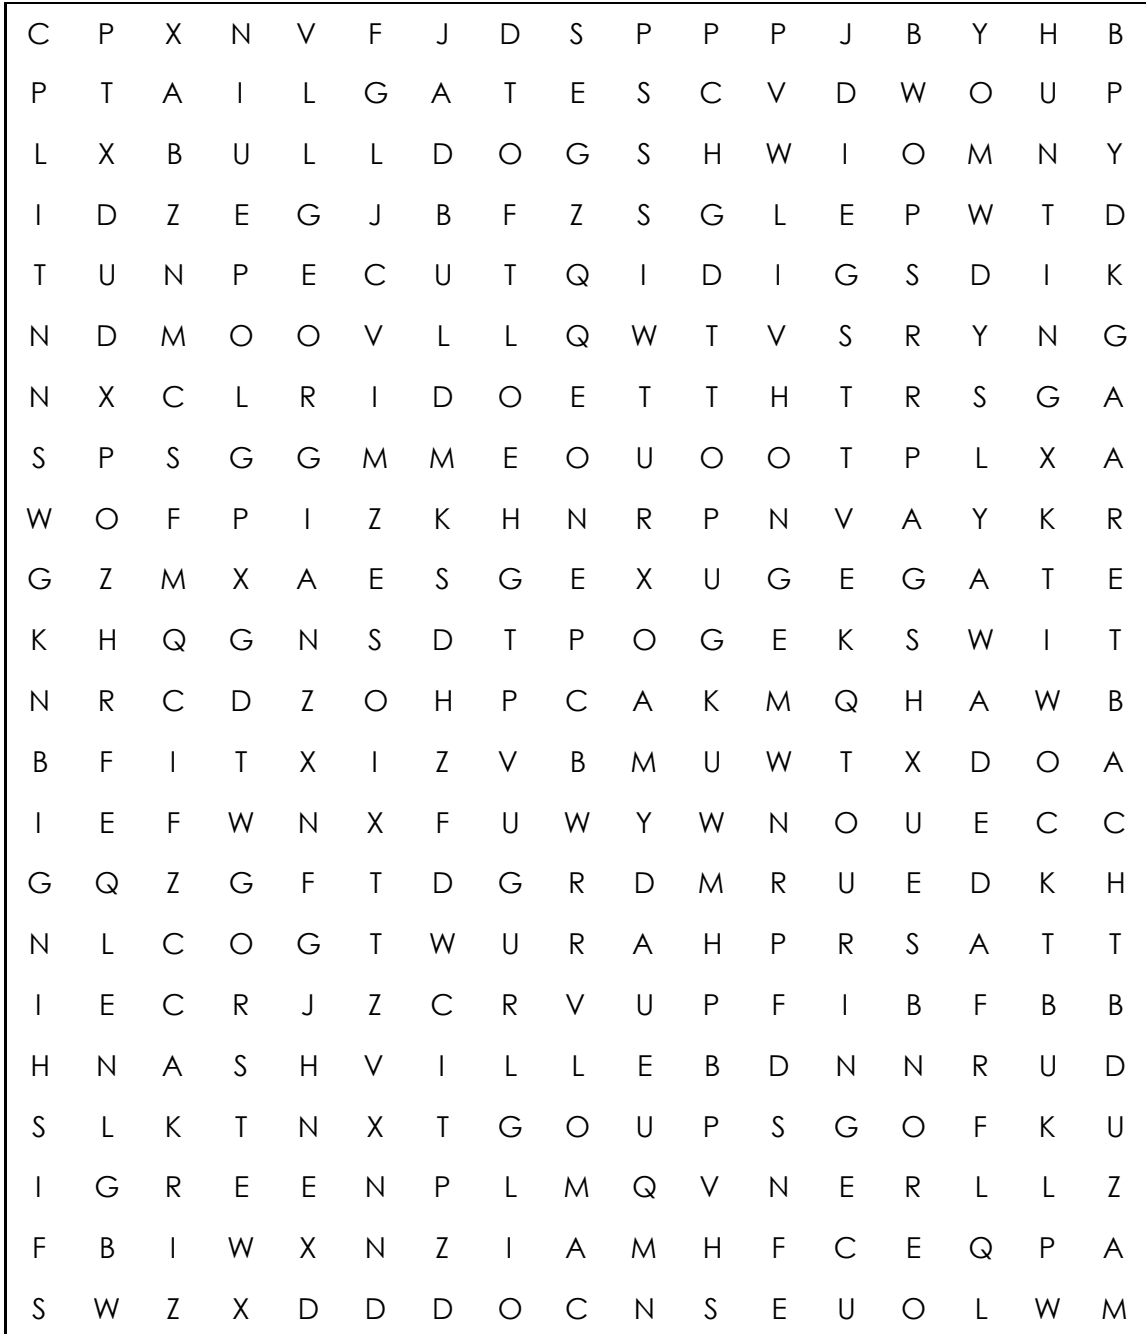 C P X N V F J D S P P P J B Y H B
P T A I L G A T E S C V D W O U P
L X B U L L D O G S H W I O M N Y
I D Z E G J B F Z S G L E P W T D
T U N P E C U T Q I D I G S D I K
N D M O O V L L Q W T V S R Y N G
N X C L R I D O E T T H T R S G A
S P S G G M M E O U O O T P L X A
W O F P I Z K H N R P N V A Y K R
G Z M X A E S G E X U G E G A T E
K H Q G N S D T P O G E K S W I T
N R C D Z O H P C A K M Q H A W B
B F I T X I Z V B M U W T X D O A
I E F W N X F U W Y W N O U E C C
G Q Z G F T D G R D M R U E D K H
N L C O G T W U R A H P R S A T T
I E C R J Z C R V U P F I B F B B
H N A S H V I L L E B D N N R U D
S L K T N X T G O U P S G O F K U
I G R E E N P L M Q V N E R L L Z
F B I W X N Z I A M H F C E Q P A
S W Z X D D D O C N S E U O L W M